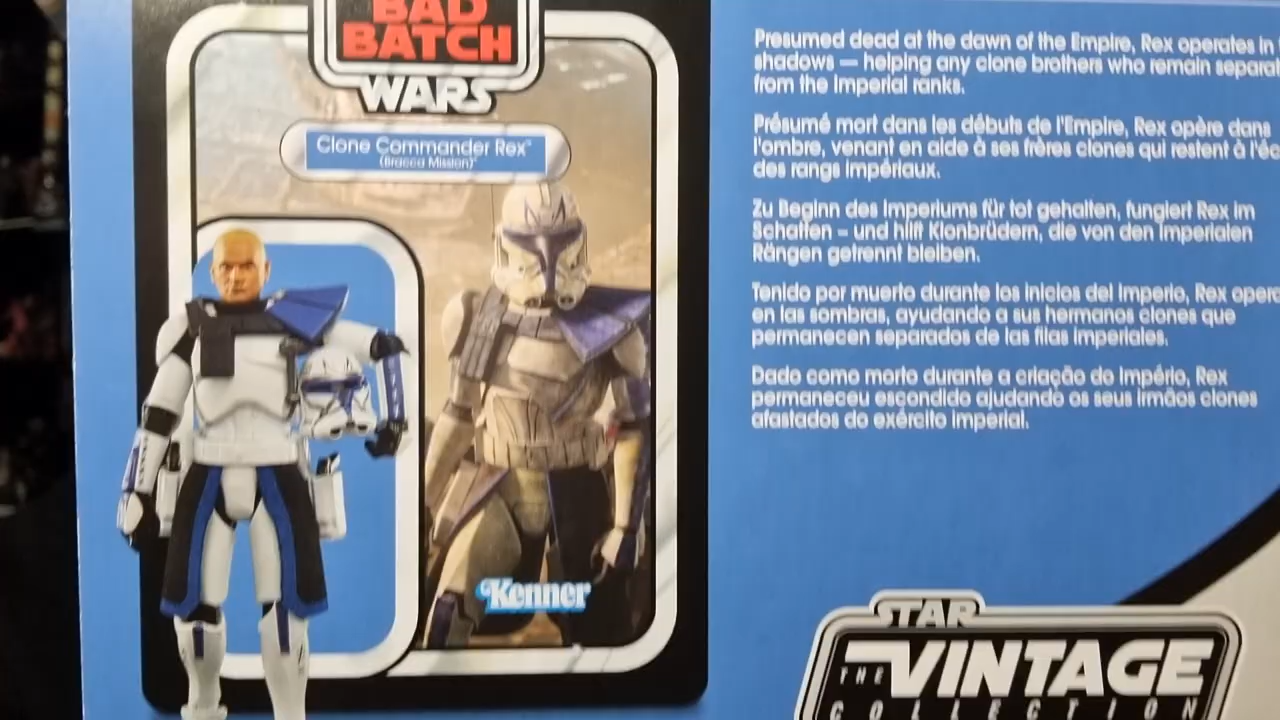 BAD
BATCH
WARS
Clone Commander Rex™
(Bracca Mission)
Kenner
Presumed dead at the dawn of the Empire, Rex operates in
shadows — helping any clone brothers who remain
from the Imperial ranks.
Présumé mort dans les débuts de l'Empire, Rex opère dans
l'ombre, venant en aide à ses frères clones qui restent à
des rangs impériaux.
Zu Beginn des Imperiums für tot gehalten, fungiert Rex im
Schatten – und hilft Klonbrüdern, die von den Imperialen
Rängen getrennt bleiben.
Tenido por muerto durante los inicios del Imperio, Rex
en las sombras, ayudando a sus hermanos clones que
permanecen separados de las filas imperiales.
Dado como morto durante a criação do Império, Rex
permaneceu escondido ajudando os seus irmãos clones
afastados do exército imperial.
STAR
THE VINTAGE
COLLECTION